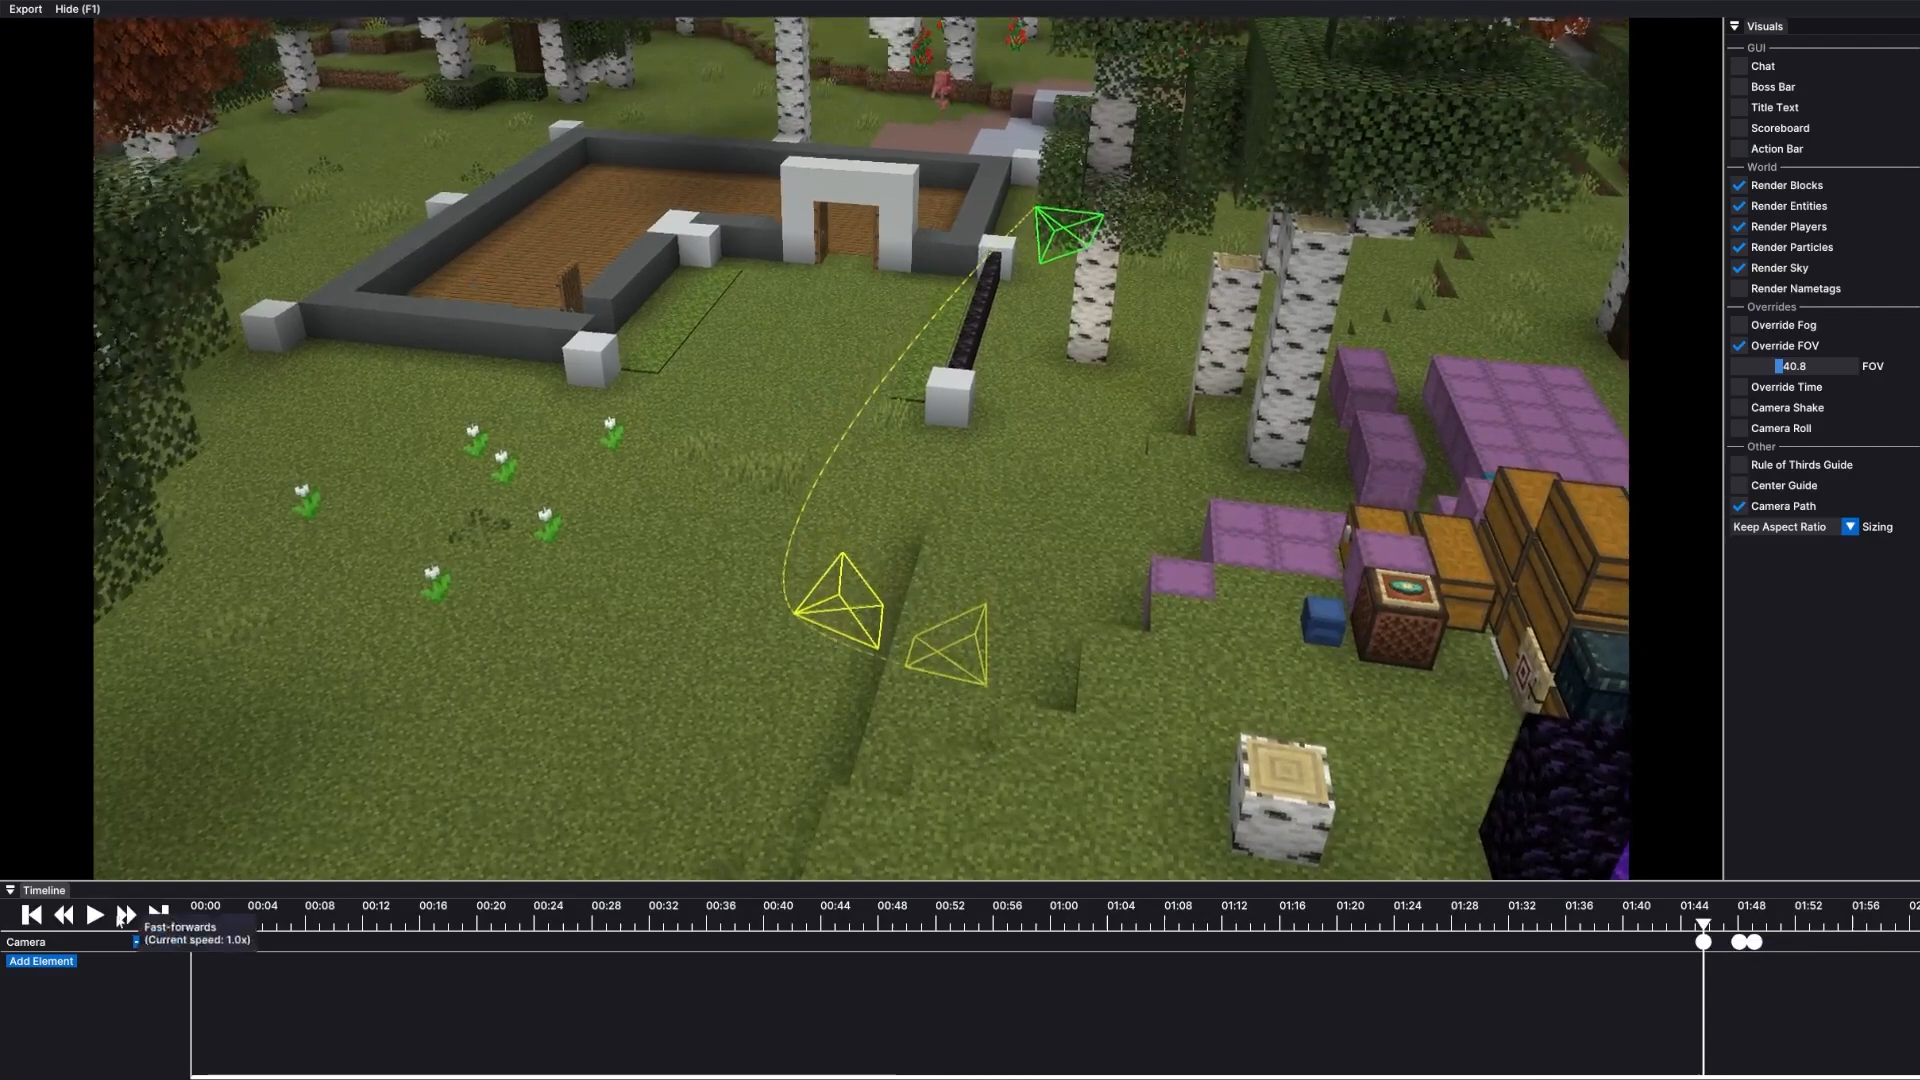 Export Hide (F1)
Visuals
GUI
Chat
Boss Bar
Title Text
Scoreboard
Action Bar
World
Render Blocks
Render Entities
Render Players
Render Particles
Render Sky
Render Nametags
Overrides
Override Fog
Override FOV
40.8 FOV
Override Time
Camera Shake
Camera Roll
Other
Rule of Thirds Guide
Center Guide
Camera Path
Keep Aspect Ratio Sizing
Timeline
00:00 00:04 00:08 00:12 00:16 00:20 00:24 00:28 00:32 00:36 00:40 00:44 00:48 00:52 00:56 01:00 01:04 01:08 01:12 01:16 01:20 01:24 01:28 01:32 01:36 01:40 01:44 01:48 01:52 01:56
Fast-forwards
(Current speed: 1.0x)
Camera
Add Element